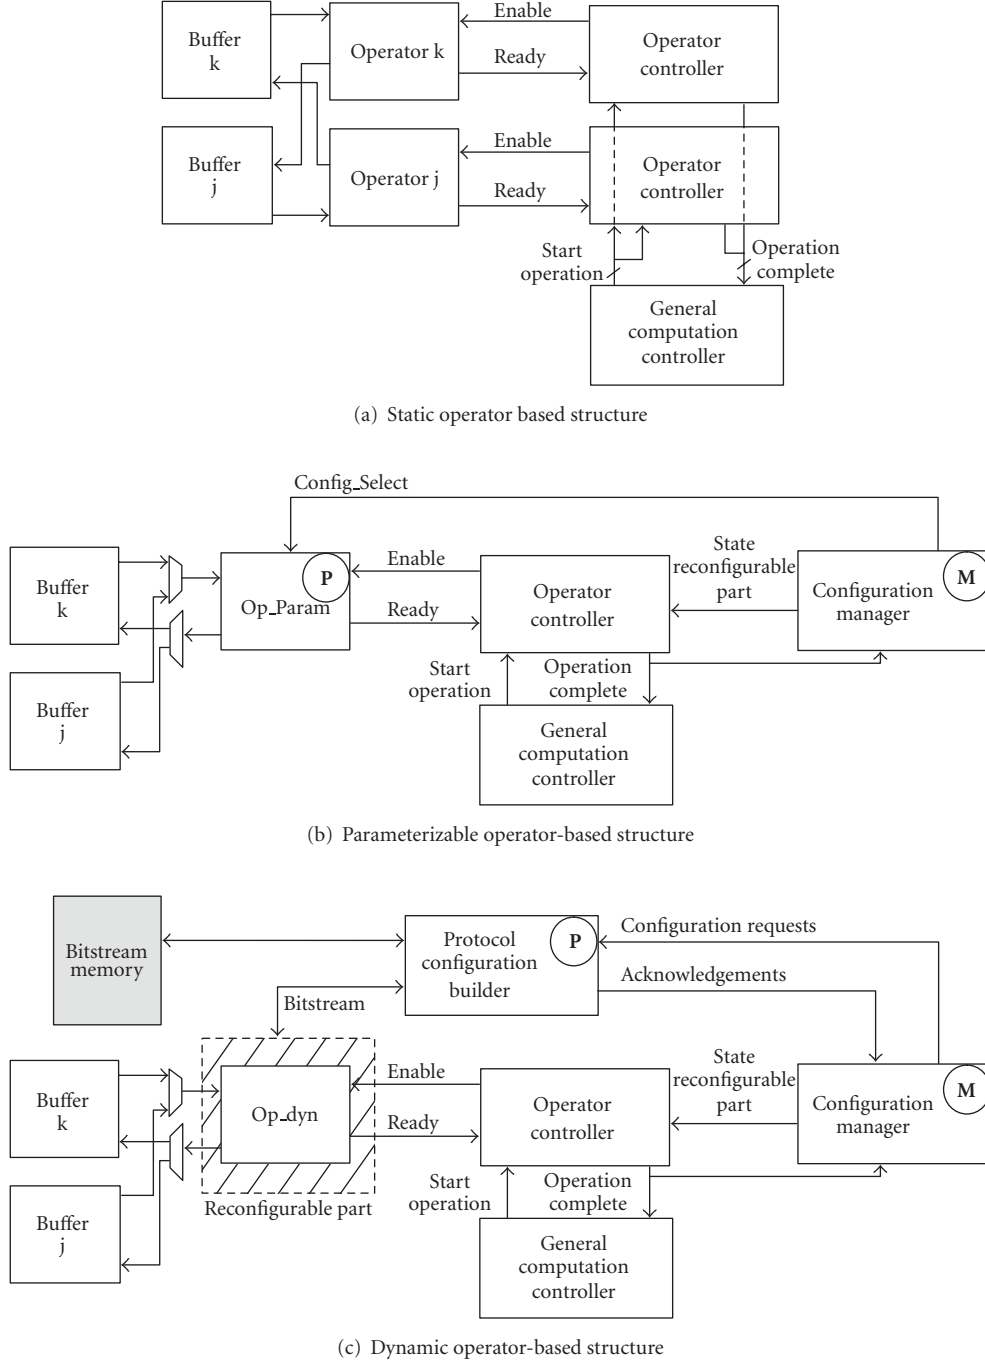 Buffer
k
Operator k
Enable
Ready
Operator
controller
Buffer
j
Operator j
Enable
Ready
Operator
controller
Start
operation
Operation
complete
General
computation
controller
(a) Static operator based structure
Config_Select
Buffer
k
Op_Param
P
Enable
Ready
Operator
controller
State
reconfigurable
part
Configuration
manager
M
Buffer
j
Start
operation
Operation
complete
General
computation
controller
(b) Parameterizable operator-based structure
Bitstream
memory
Protocol
configuration
builder
P
Configuration requests
Acknowledgements
Bitstream
Buffer
k
Op_dyn
Enable
Ready
Operator
controller
State
reconfigurable
part
Configuration
manager
M
Reconfigurable part
Buffer
j
Start
operation
Operation
complete
General
computation
controller
(c) Dynamic operator-based structure